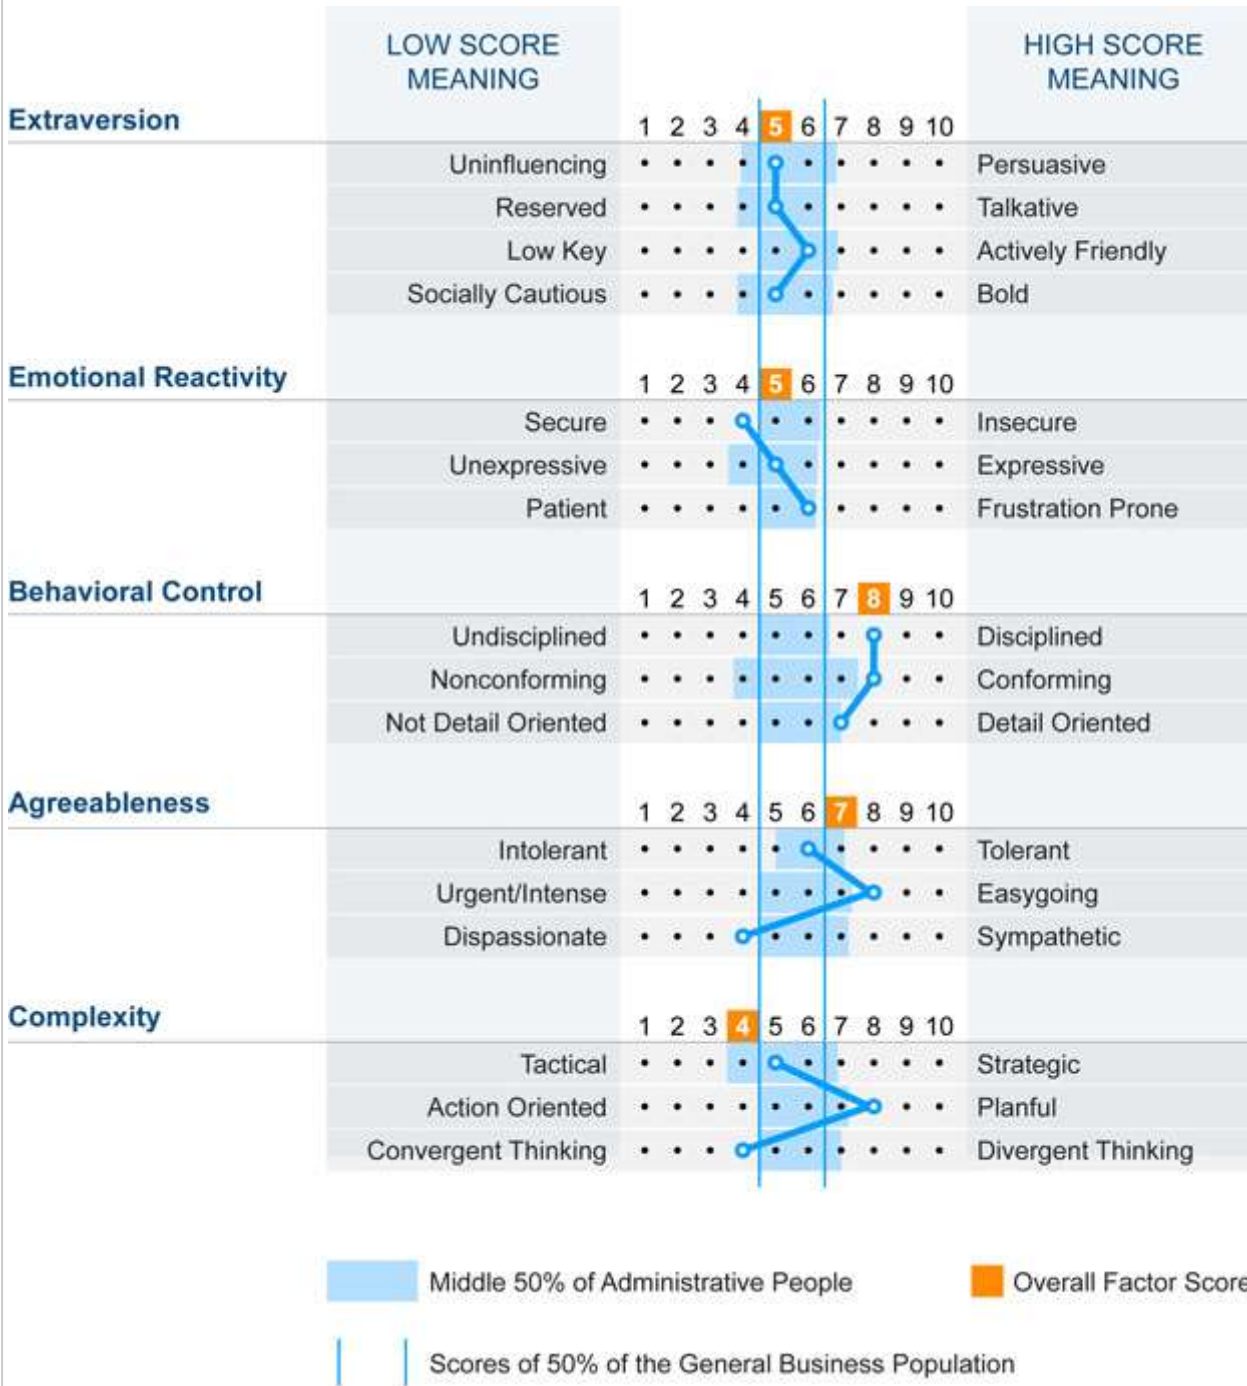 LOW SCORE
MEANING
HIGH SCORE
MEANING
Extraversion
1 2 3 4 5 6 7 8 9 10
Uninfluencing Persuasive
Reserved Talkative
Low Key Actively Friendly
Socially Cautious Bold
Emotional Reactivity
1 2 3 4 5 6 7 8 9 10
Secure Insecure
Unexpressive Expressive
Patient Frustration Prone
Behavioral Control
1 2 3 4 5 6 7 8 9 10
Undisciplined Disciplined
Nonconforming Conforming
Not Detail Oriented Detail Oriented
Agreeableness
1 2 3 4 5 6 7 8 9 10
Intolerant Tolerant
Urgent/Intense Easygoing
Dispassionate Sympathetic
Complexity
1 2 3 4 5 6 7 8 9 10
Tactical Strategic
Action Oriented Planful
Convergent Thinking Divergent Thinking
Middle 50% of Administrative People
Overall Factor Score
Scores of 50% of the General Business Population